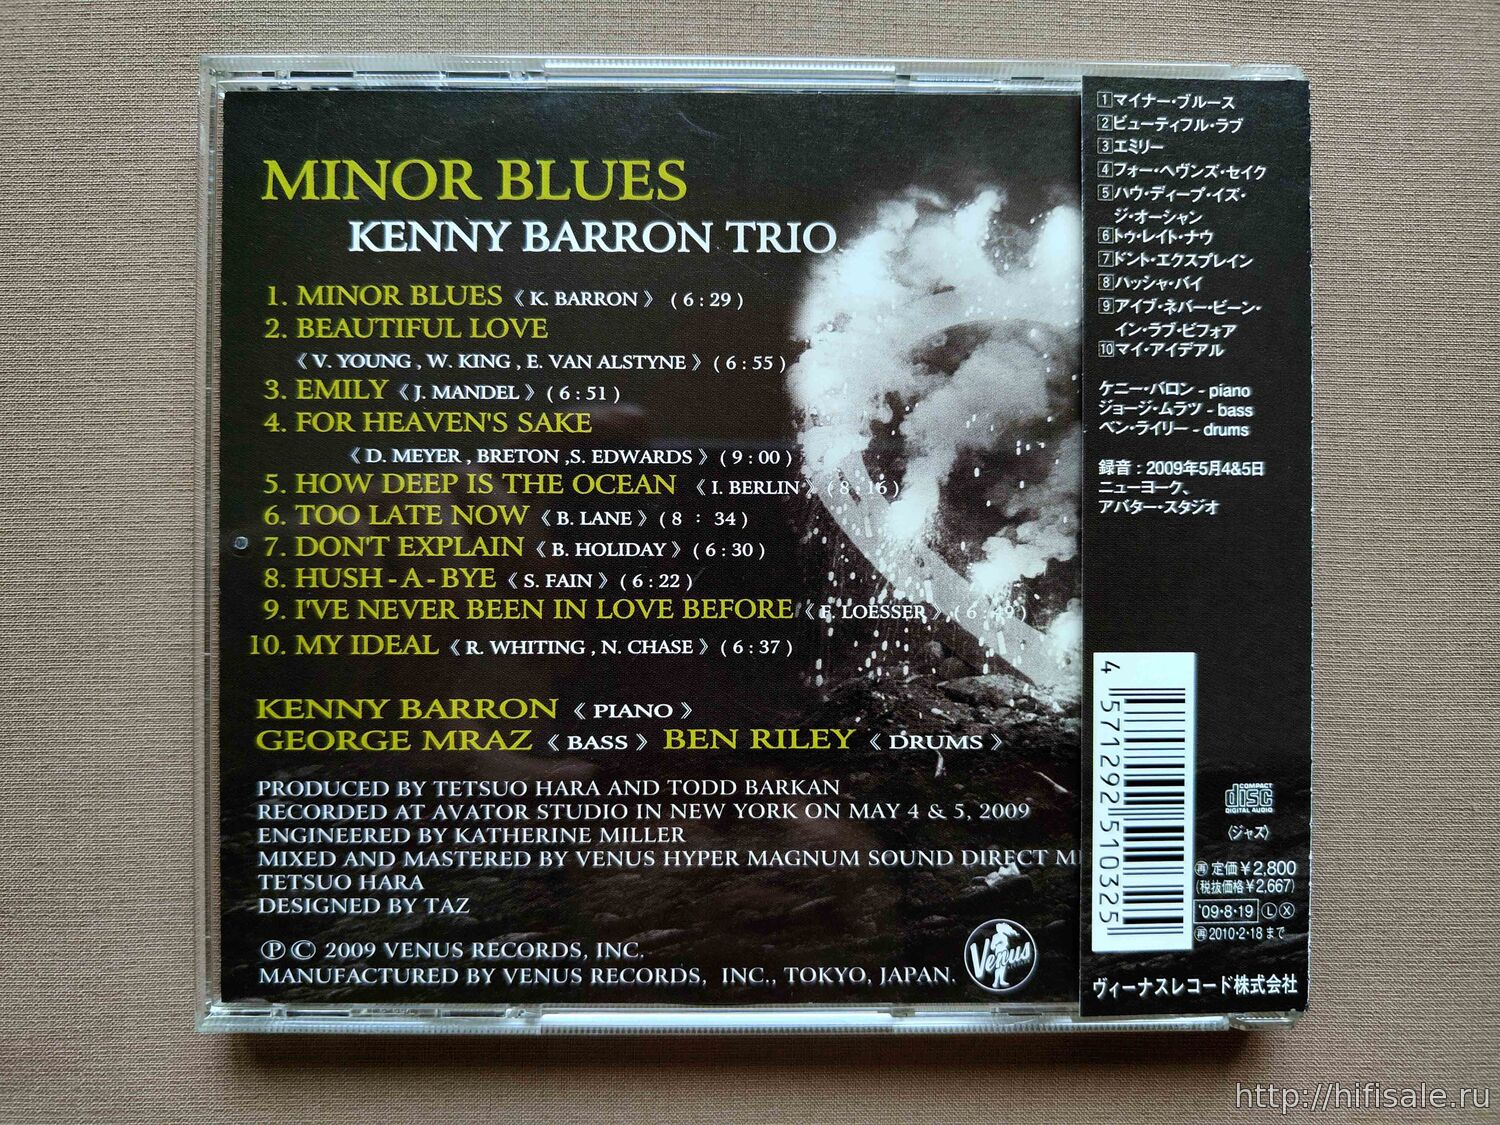 MINOR BLUES
KENNY BARRON TRIO
1. MINOR BLUES 《 K. BARRON 》 ( 6 : 29 )
2. BEAUTIFUL LOVE
《 V. YOUNG , W. KING , E. VAN ALSTYNE 》 ( 6 : 55 )
3. EMILY 《 J. MANDEL 》 ( 6 : 51 )
4. FOR HEAVEN'S SAKE
《 D. MEYER , BRETON ,S. EDWARDS 》 ( 9 : 00 )
5. HOW DEEP IS THE OCEAN 《 I. BERLIN 》 ( 8 : 16 )
6. TOO LATE NOW 《 B. LANE 》 ( 8 : 34 )
7. DON'T EXPLAIN 《 B. HOLIDAY 》 ( 6 : 30 )
8. HUSH - A - BYE 《 S. FAIN 》 ( 6 : 22 )
9. I'VE NEVER BEEN IN LOVE BEFORE 《 F. LOESSER 》 ( 6 : 49 )
10. MY IDEAL 《 R. WHITING , N. CHASE 》 ( 6 : 37 )
KENNY BARRON 《 PIANO 》
GEORGE MRAZ 《 BASS 》 BEN RILEY 《 DRUMS 》
PRODUCED BY TETSUO HARA AND TODD BARKAN
RECORDED AT AVATOR STUDIO IN NEW YORK ON MAY 4 & 5, 2009
ENGINEERED BY KATHERINE MILLER
MIXED AND MASTERED BY VENUS HYPER MAGNUM SOUND DIRECT MI
TETSUO HARA
DESIGNED BY TAZ
Ⓟ © 2009 VENUS RECORDS, INC.
MANUFACTURED BY VENUS RECORDS, INC., TOKYO, JAPAN.
Venus
1 マイナー・ブルース
2 ビューティフル・ラブ
3 エミリー
4 フォー・ヘヴンズ・セイク
5 ハウ・ディープ・イズ・
ジ・オーシャン
6 トゥ・レイト・ナウ
7 ドント・エクスプレイン
8 ハッシャ・バイ
9 アイブ・ネバー・ビーン・
イン・ラブ・ビフォア
10 マイ・アイデアル
ケニー・バロン - piano
ジョージ・ムラツ - bass
ベン・ライリー - drums
録音 : 2009年5月4&5日
ニューヨーク、
アバター・スタジオ
4 571292 510325
COMPACT
disc
DIGITAL AUDIO
〈ジャズ〉
再 定価¥2,800
(税抜価格¥2,667)
'09・8・19 Ⓛ Ⓧ
再 2010・2・18 まで
ヴィーナスレコード株式会社
http://hifisale.ru